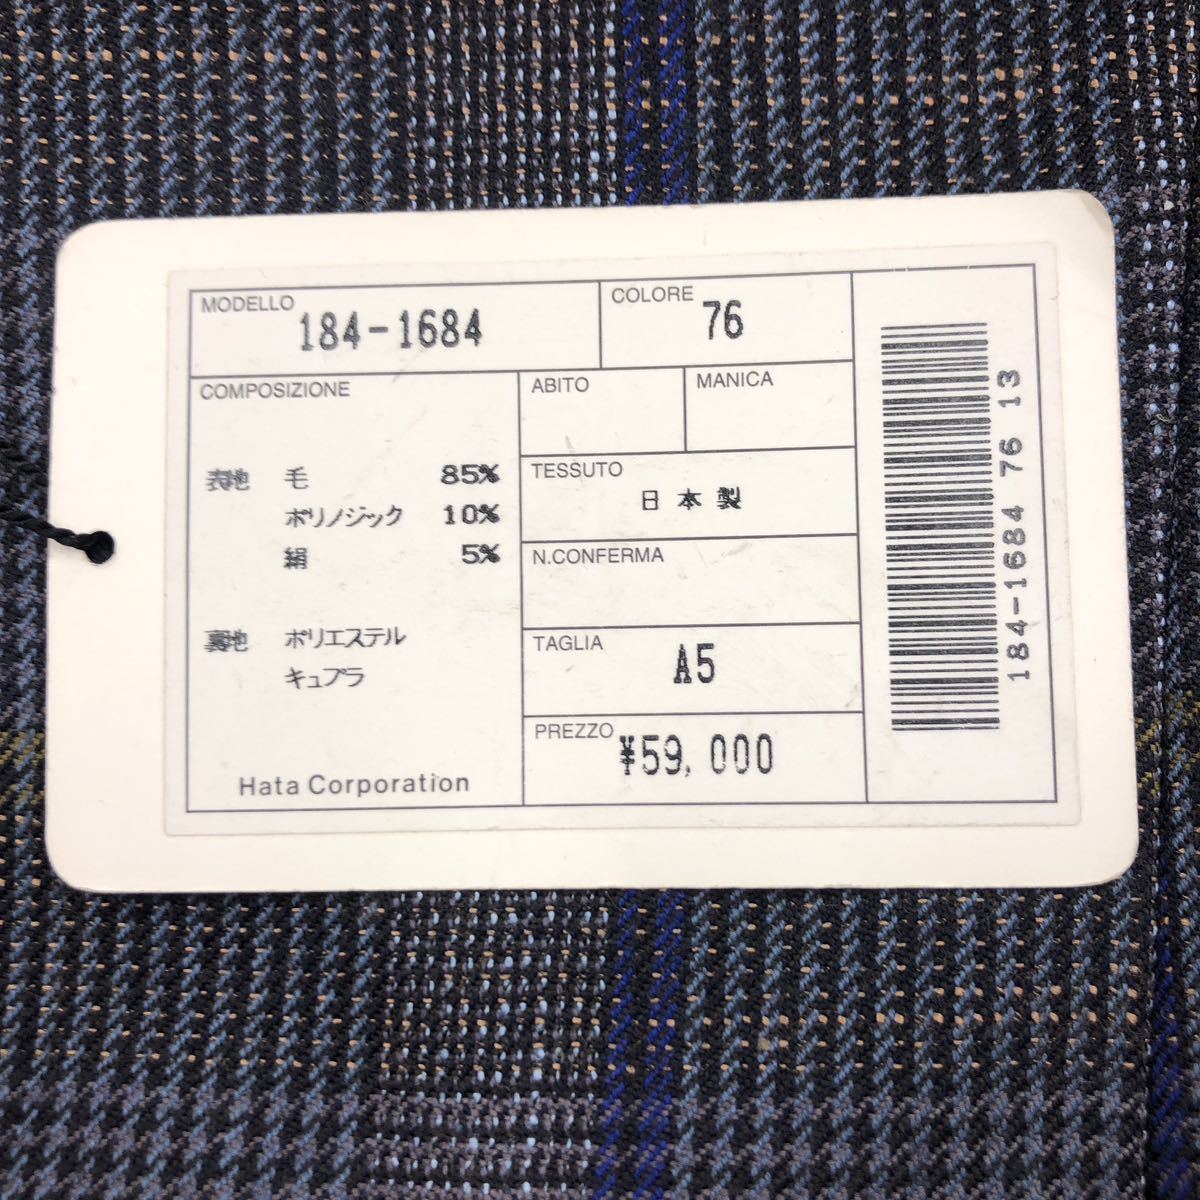 MODELLO
184-1684
COLORE
76
COMPOSIZIONE
表地 毛 85%
ポリノジック 10%
絹 5%
裏地 ポリエステル
キュプラ
Hata Corporation
ABITO
MANICA
TESSUTO
日本製
N.CONFERMA
TAGLIA
A5
PREZZO
¥59,000
184-1684 76 13